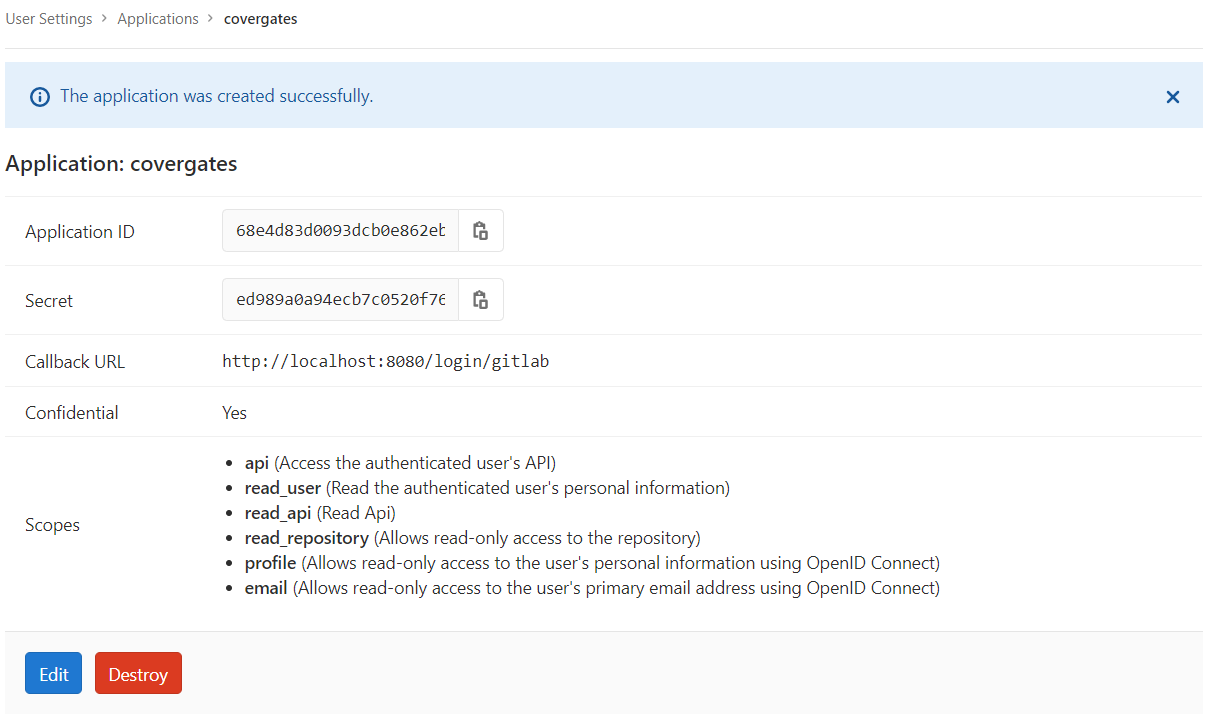 User Settings > Applications > covergates
The application was created successfully.
Application: covergates
Application ID 68e4d83d0093dcb0e862eb
Secret ed989a0a94ecb7c0520f76
Callback URL http://localhost:8080/login/gitlab
Confidential Yes
Scopes
• api (Access the authenticated user's API)
• read_user (Read the authenticated user's personal information)
• read_api (Read Api)
• read_repository (Allows read-only access to the repository)
• profile (Allows read-only access to the user's personal information using OpenID Connect)
• email (Allows read-only access to the user's primary email address using OpenID Connect)
Edit Destroy